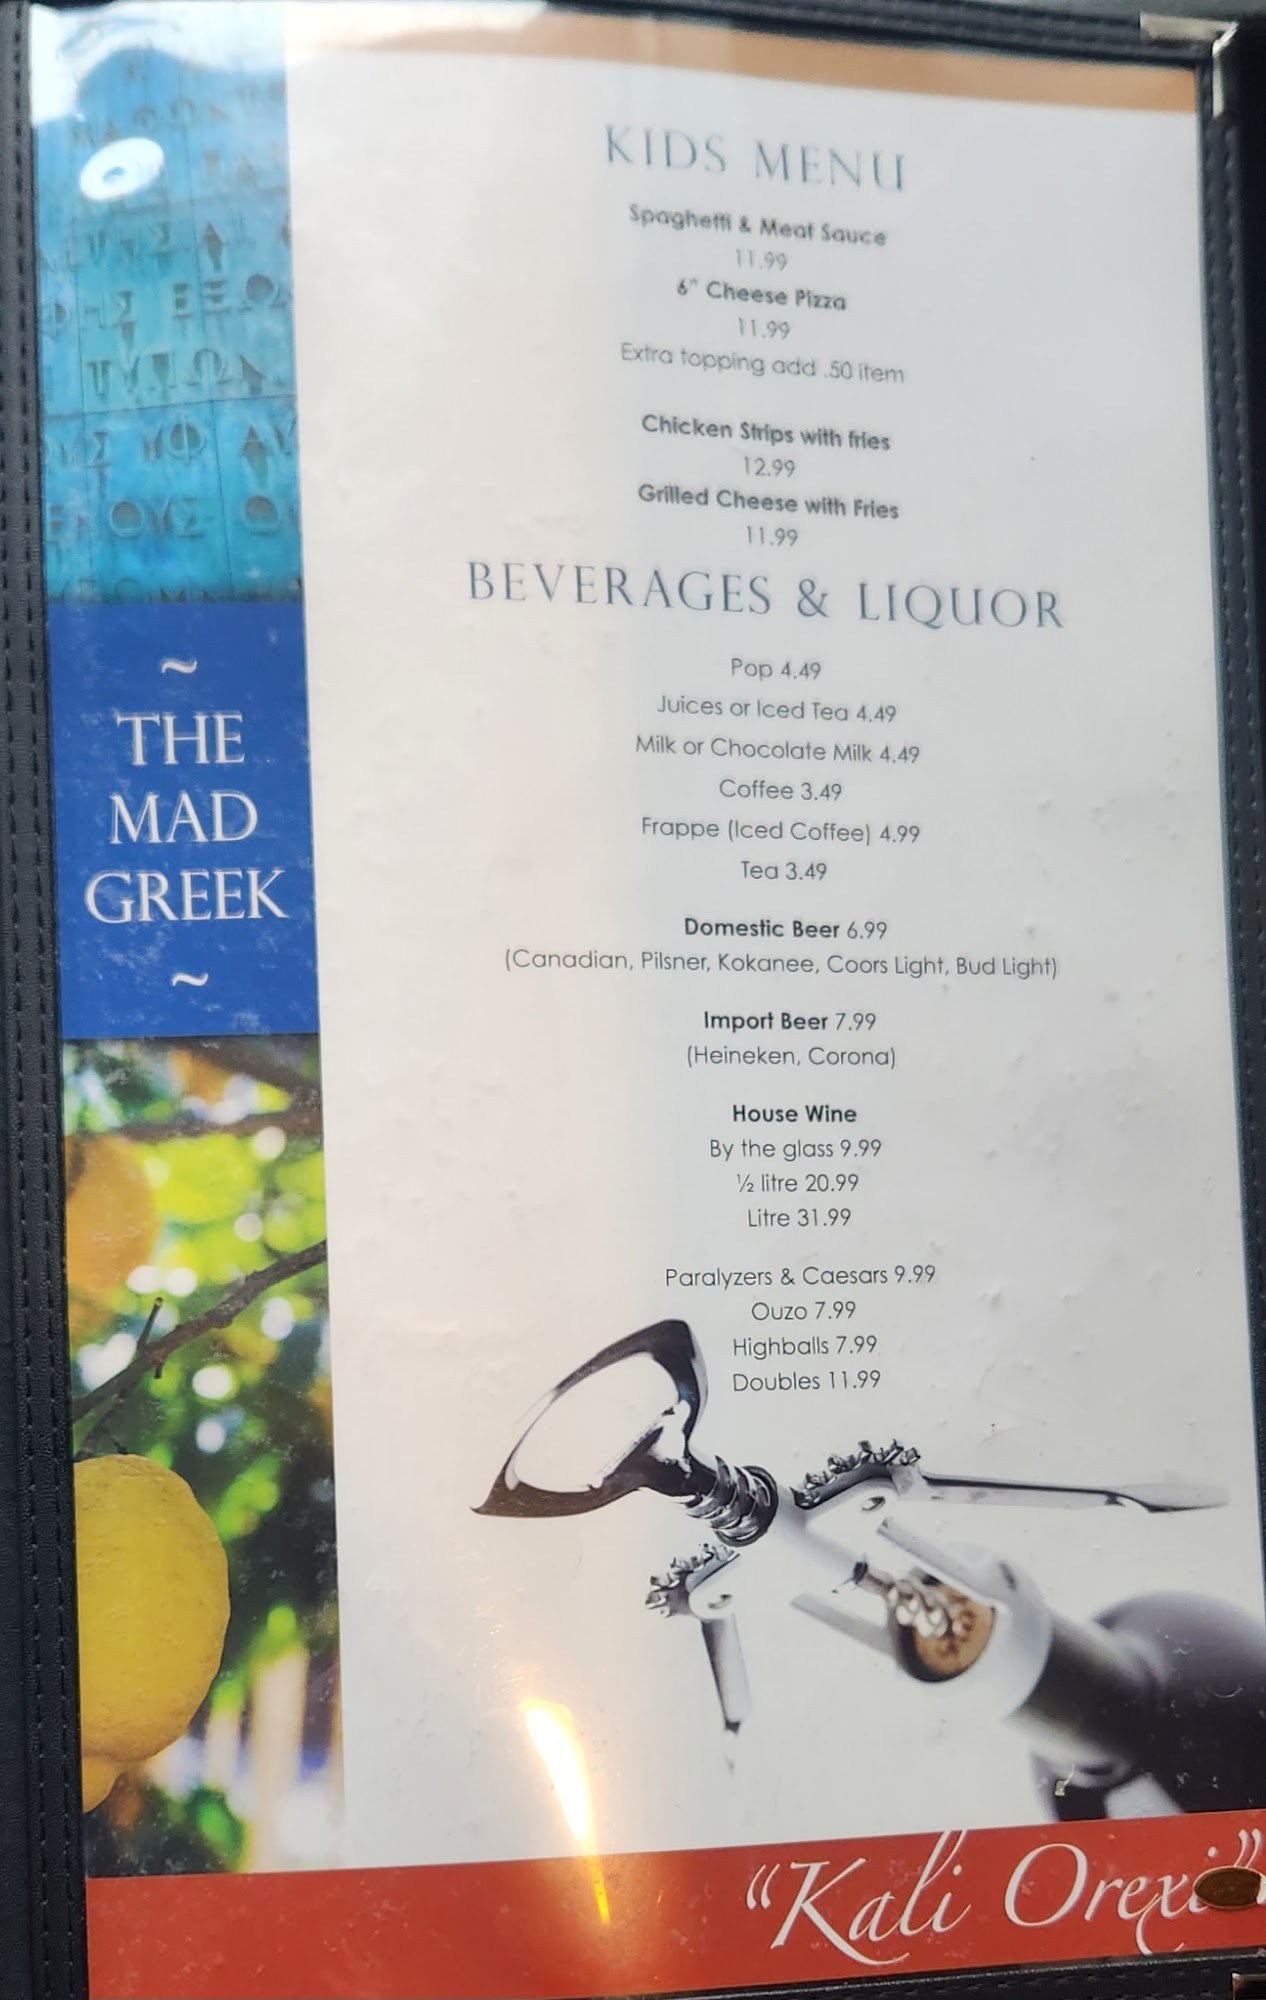 KIDS MENU
Spaghetti & Meat Sauce
11.99
6" Cheese Pizza
11.99
Extra topping add .50 item
Chicken Strips with fries
12.99
Grilled Cheese with Fries
11.99
BEVERAGES & LIQUOR
Pop 4.49
Juices or Iced Tea 4.49
Milk or Chocolate Milk 4.49
Coffee 3.49
Frappe (Iced Coffee) 4.99
Tea 3.49
Domestic Beer 6.99
(Canadian, Pilsner, Kokanee, Coors Light, Bud Light)
Import Beer 7.99
(Heineken, Corona)
House Wine
By the glass 9.99
½ litre 20.99
Litre 31.99
Paralyzers & Caesars 9.99
Ouzo 7.99
Highballs 7.99
Doubles 11.99
~
THE
MAD
GREEK
~
"Kali Orexi"